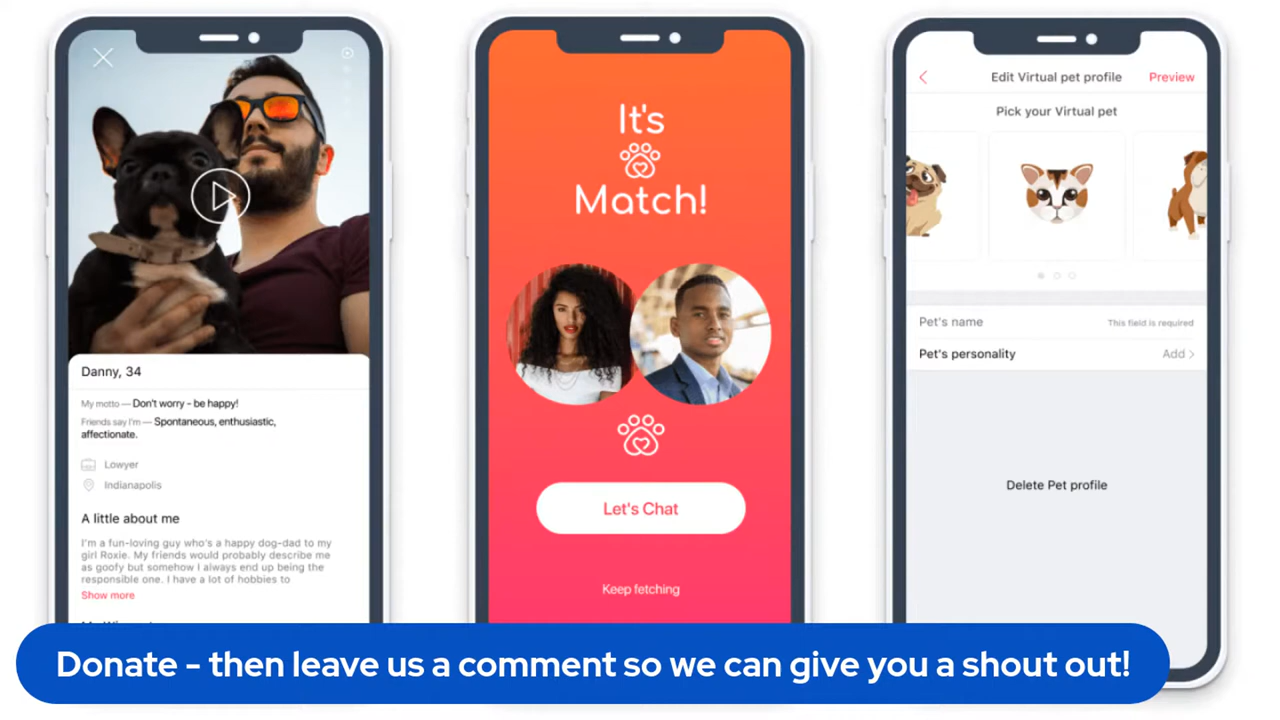 Danny, 34
My motto — Don't worry - be happy!
Friends say I'm — Spontaneous, enthusiastic,
affectionate.
Lowyer
Indianapolis
A little about me
I'm a fun-loving guy who's a happy dog-dad to my
girl Roxie. My friends would probably describe me
as goofy but somehow I always end up being the
responsible one. I have a lot of hobbies to
Show more
It's
Match!
Let's Chat
Keep fetching
Edit Virtual pet profile
Preview
Pick your Virtual pet
Pet's name
This field is required
Pet's personality
Add
Delete Pet profile
Donate - then leave us a comment so we can give you a shout out!